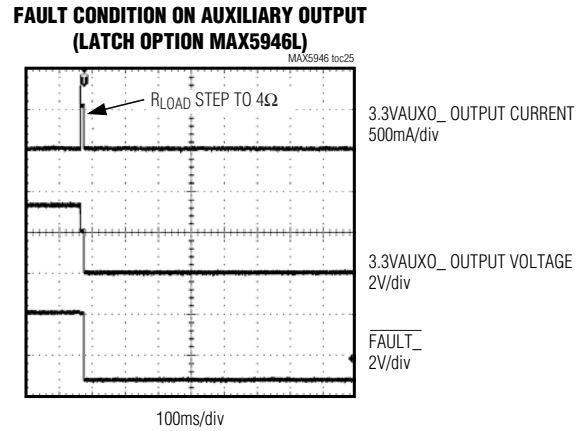 FAULT CONDITION ON AUXILIARY OUTPUT
(LATCH OPTION MAX5946L)
MAX5946 toc25
RLOAD STEP TO 4Ω
3.3VAUXO_ OUTPUT CURRENT
500mA/div
3.3VAUXO_ OUTPUT VOLTAGE
2V/div
FAULT_
2V/div
100ms/div